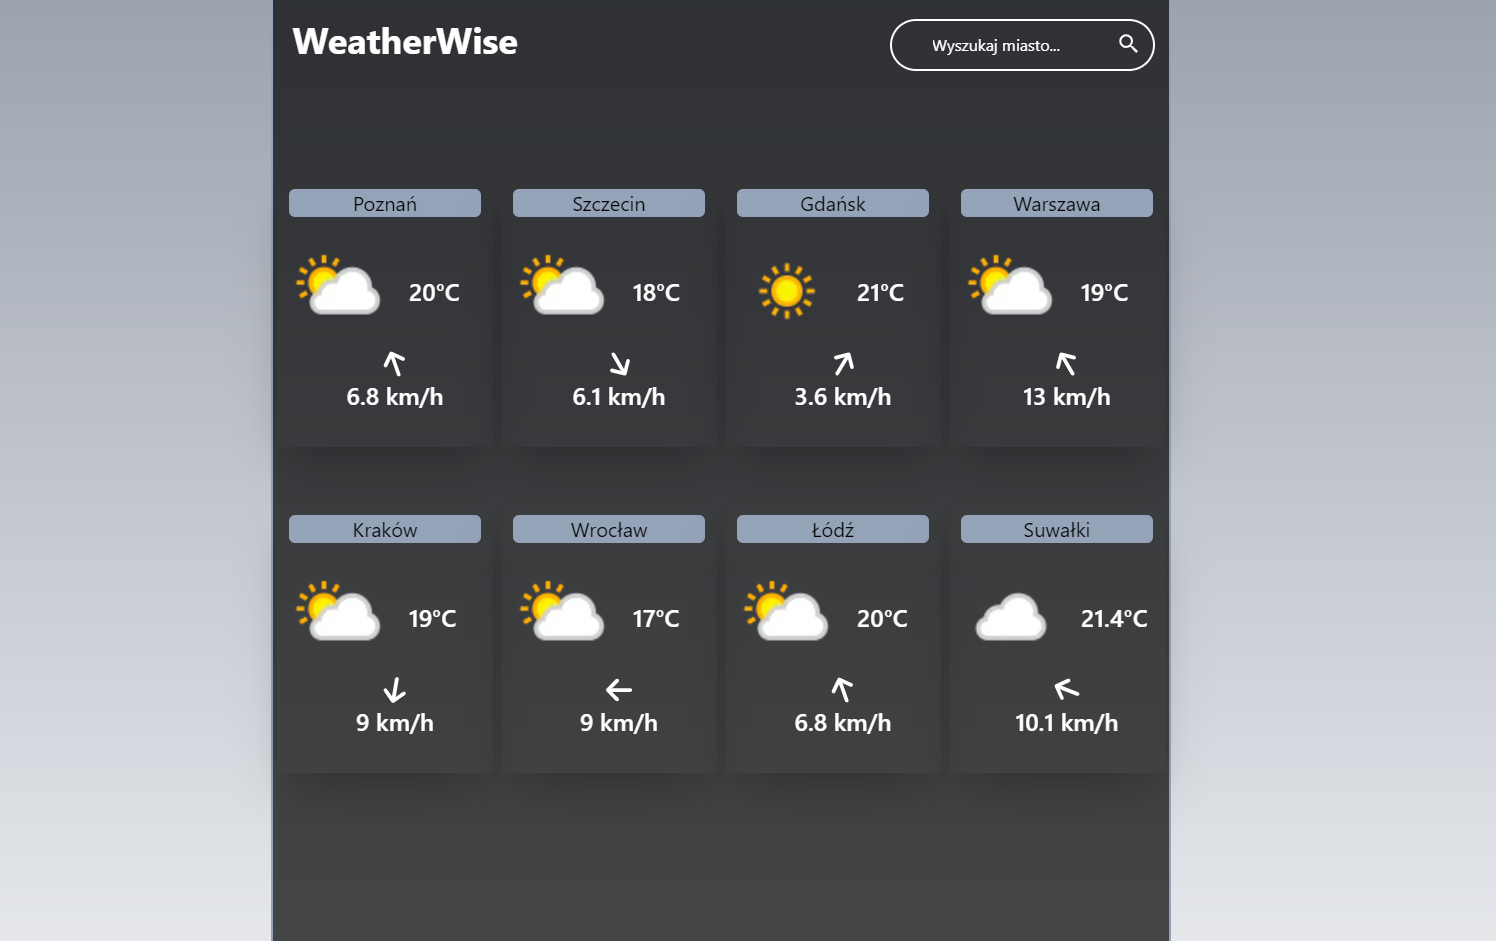 WeatherWise
Wyszukaj miasto...
Poznań
20°C
6.8 km/h
Szczecin
18°C
6.1 km/h
Gdańsk
21°C
3.6 km/h
Warszawa
19°C
13 km/h
Kraków
19°C
9 km/h
Wrocław
17°C
9 km/h
Łódź
20°C
6.8 km/h
Suwałki
21.4°C
10.1 km/h